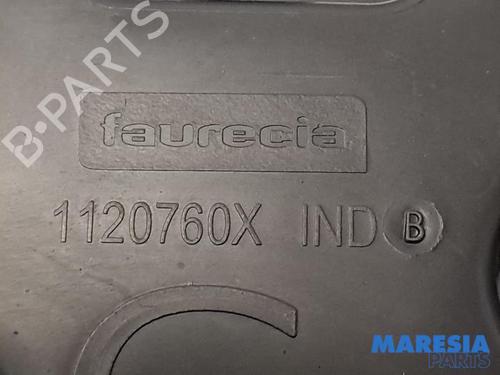 B-PARTS
faurecia
1120760X IND B
MARESIA
PARTS